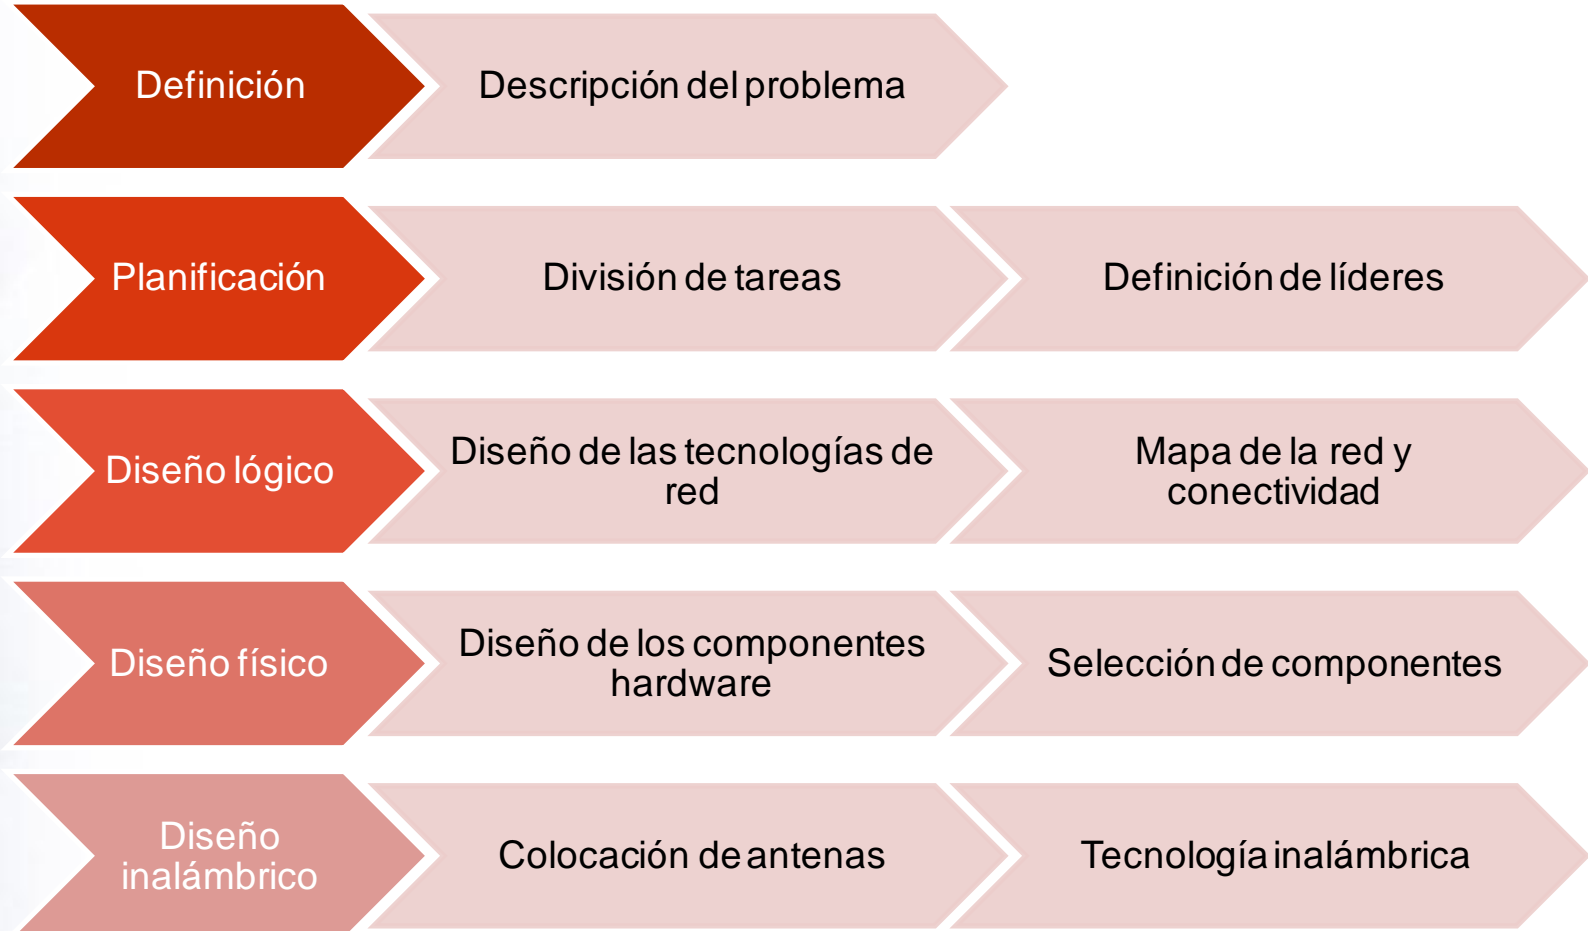 Definición
Descripción del problema
Planificación
División de tareas
Definición de líderes
Diseño lógico
Diseño de las tecnologías de
red
Mapa de la red y
conectividad
Diseño físico
Diseño de los componentes
hardware
Selección de componentes
Diseño
inalámbrico
Colocación de antenas
Tecnología inalámbrica